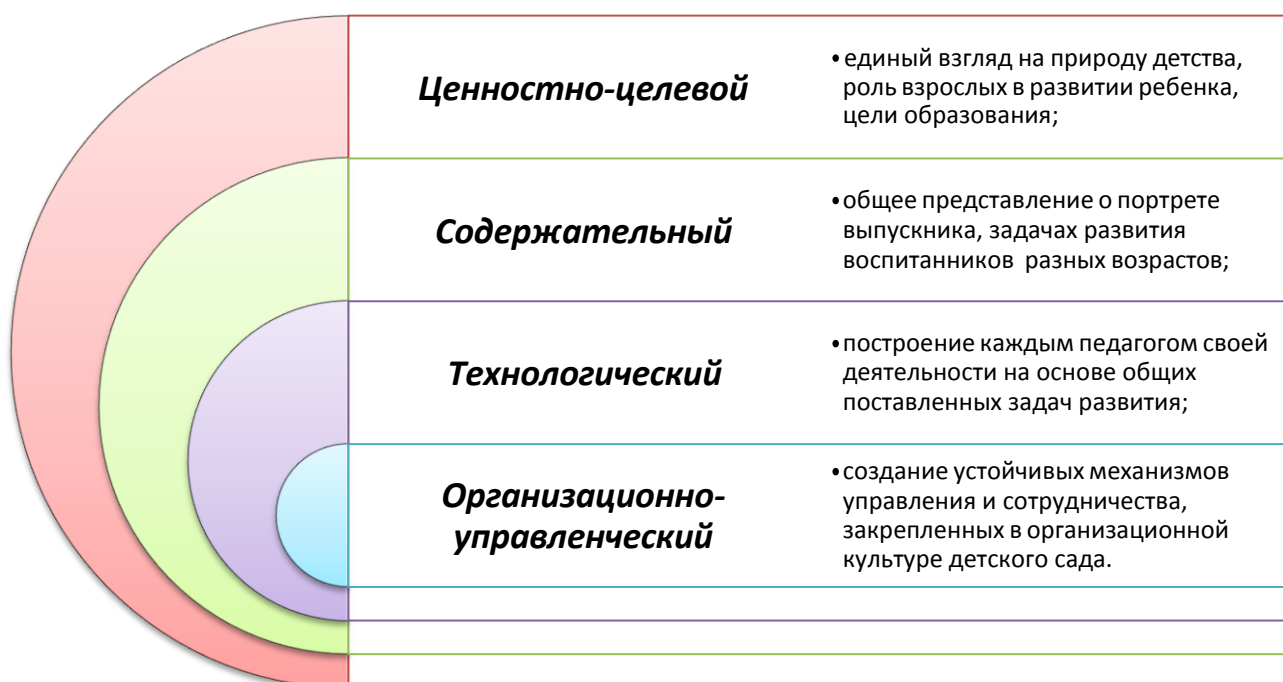 Ценностно-целевой
•единый взгляд на природу детства,
роль взрослых в развитии ребенка,
цели образования;
Содержательный
•общее представление о портрете
выпускника, задачах развития
воспитанников разных возрастов;
Технологический
•построение каждым педагогом своей
деятельности на основе общих
поставленных задач развития;
Организационно-
управленческий
•создание устойчивых механизмов
управления и сотрудничества,
закрепленных в организационной
культуре детского сада.